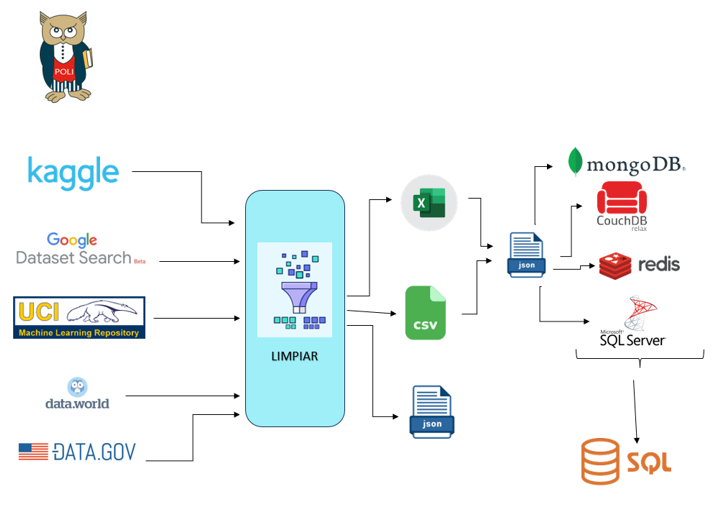 POLI
kaggle
Google
Dataset Search Beta
UCI
Machine Learning Repository
data.world
DATA.GOV
LIMPIAR
X
CSV
json
json
mongoDB®
CouchDB
relax
redis
Microsoft®
SQL Server
SQL